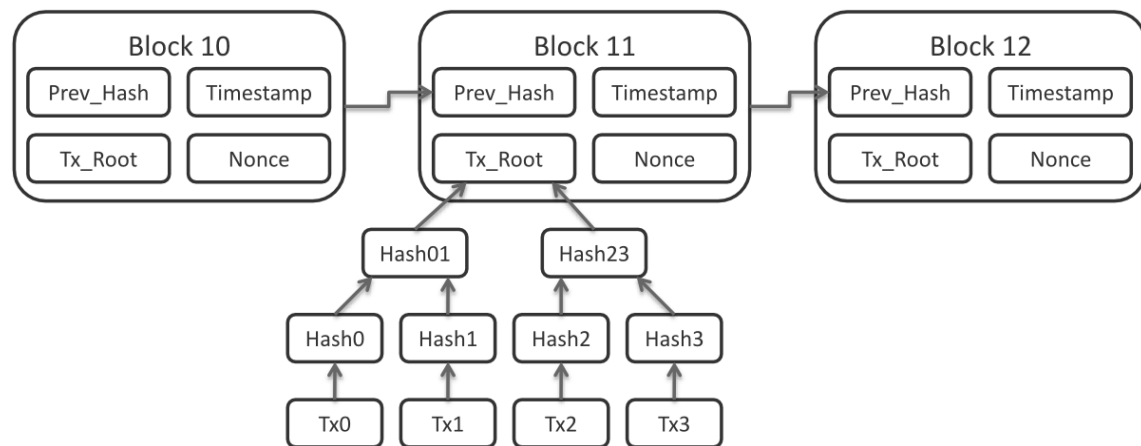 Block 10
Prev_Hash Timestamp
Tx_Root Nonce
Block 11
Prev_Hash Timestamp
Tx_Root Nonce
Block 12
Prev_Hash Timestamp
Tx_Root Nonce
Hash01 Hash23
Hash0 Hash1 Hash2 Hash3
Tx0 Tx1 Tx2 Tx3